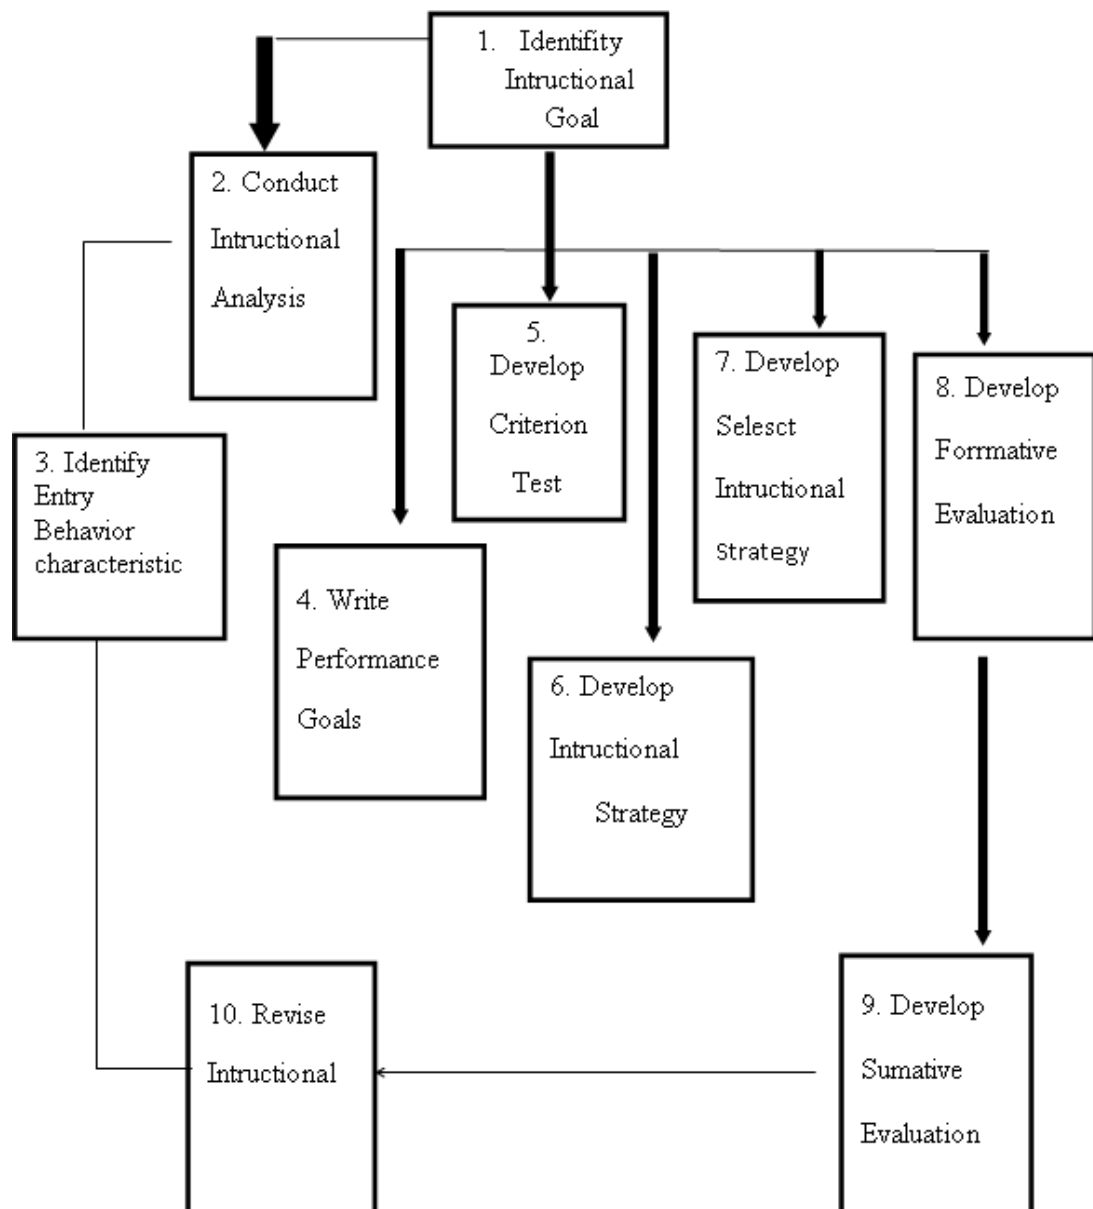 1. Identifity
Intructional
Goal
2. Conduct
Intructional
Analysis
3. Identify
Entry
Behavior
characteristic
4. Write
Performance
Goals
5.
Develop
Criterion
Test
6. Develop
Intructional
Strategy
7. Develop
Selesct
Intructional
Strategy
8. Develop
Forrmative
Evaluation
9. Develop
Sumative
Evaluation
10. Revise
Intructional